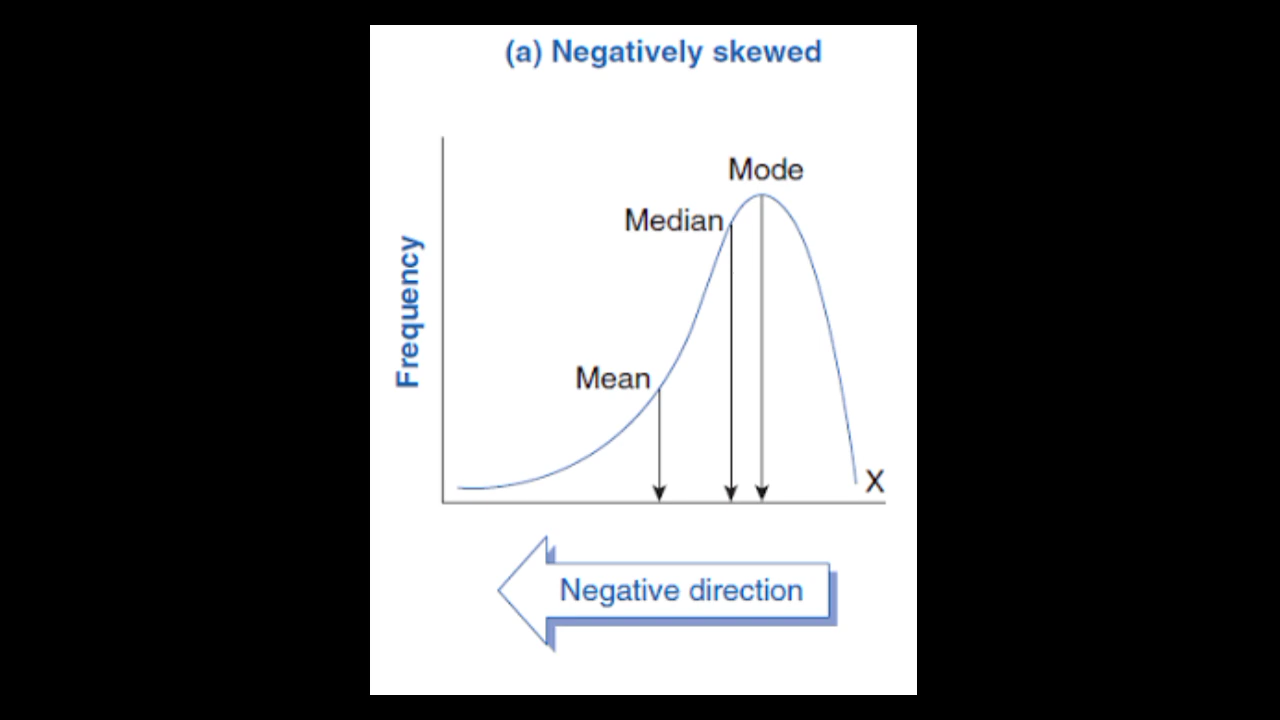 (a) Negatively skewed
Mode
Median
Frequency
Mean
X
Negative direction